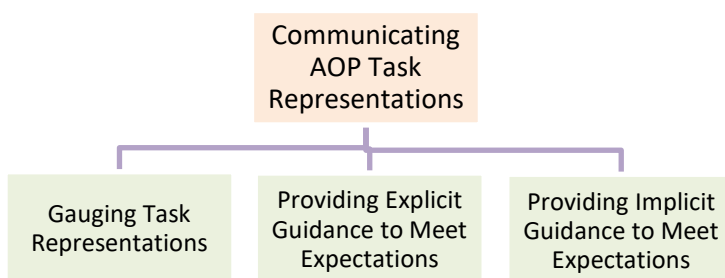 Communicating
AOP Task
Representations
Gauging Task
Representations
Providing Explicit
Guidance to Meet
Expectations
Providing Implicit
Guidance to Meet
Expectations